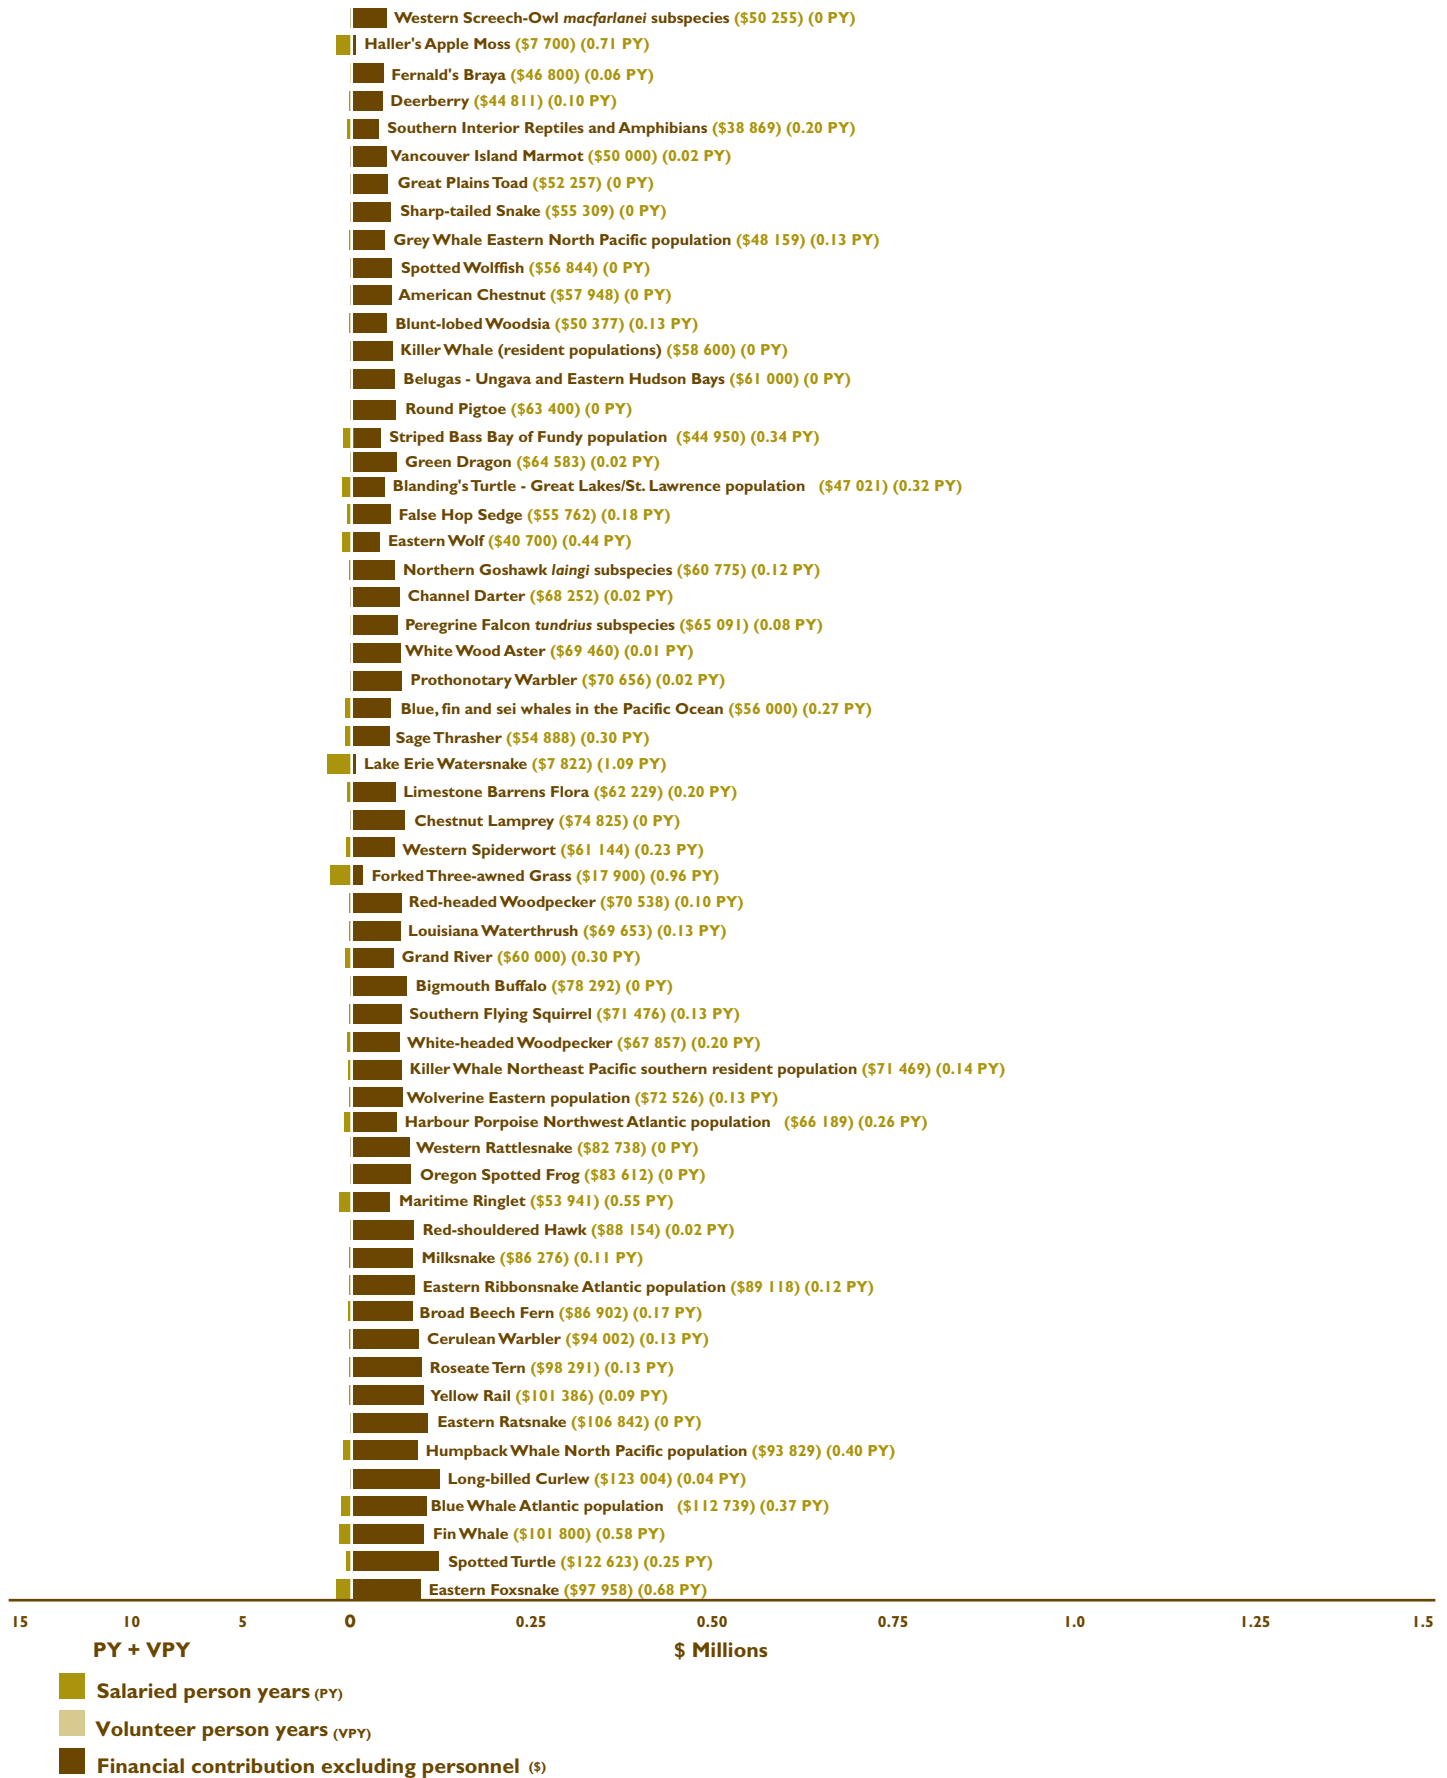 Western Screech-Owl macfarlanei subspecies ($50 255) (0 PY)
Haller's Apple Moss ($7 700) (0.71 PY)
Fernald's Braya ($46 800) (0.06 PY)
Deerberry ($44 811) (0.10 PY)
Southern Interior Reptiles and Amphibians ($38 869) (0.20 PY)
Vancouver Island Marmot ($50 000) (0.02 PY)
Great Plains Toad ($52 257) (0 PY)
Sharp-tailed Snake ($55 309) (0 PY)
Grey Whale Eastern North Pacific population ($48 159) (0.13 PY)
Spotted Wolffish ($56 844) (0 PY)
American Chestnut ($57 948) (0 PY)
Blunt-lobed Woodsia ($50 377) (0.13 PY)
Killer Whale (resident populations) ($58 600) (0 PY)
Belugas - Ungava and Eastern Hudson Bays ($61 000) (0 PY)
Round Pigtoe ($63 400) (0 PY)
Striped Bass Bay of Fundy population ($44 950) (0.34 PY)
Green Dragon ($64 583) (0.02 PY)
Blanding's Turtle - Great Lakes/St. Lawrence population ($47 021) (0.32 PY)
False Hop Sedge ($55 762) (0.18 PY)
Eastern Wolf ($40 700) (0.44 PY)
Northern Goshawk laingi subspecies ($60 775) (0.12 PY)
Channel Darter ($68 252) (0.02 PY)
Peregrine Falcon tundrius subspecies ($65 091) (0.08 PY)
White Wood Aster ($69 460) (0.01 PY)
Prothonotary Warbler ($70 656) (0.02 PY)
Blue, fin and sei whales in the Pacific Ocean ($56 000) (0.27 PY)
Sage Thrasher ($54 888) (0.30 PY)
Lake Erie Watersnake ($7 822) (1.09 PY)
Limestone Barrens Flora ($62 229) (0.20 PY)
Chestnut Lamprey ($74 825) (0 PY)
Western Spiderwort ($61 144) (0.23 PY)
Forked Three-awned Grass ($17 900) (0.96 PY)
Red-headed Woodpecker ($70 538) (0.10 PY)
Louisiana Waterthrush ($69 653) (0.13 PY)
Grand River ($60 000) (0.30 PY)
Bigmouth Buffalo ($78 292) (0 PY)
Southern Flying Squirrel ($71 476) (0.13 PY)
White-headed Woodpecker ($67 857) (0.20 PY)
Killer Whale Northeast Pacific southern resident population ($71 469) (0.14 PY)
Wolverine Eastern population ($72 526) (0.13 PY)
Harbour Porpoise Northwest Atlantic population ($66 189) (0.26 PY)
Western Rattlesnake ($82 738) (0 PY)
Oregon Spotted Frog ($83 612) (0 PY)
Maritime Ringlet ($53 941) (0.55 PY)
Red-shouldered Hawk ($88 154) (0.02 PY)
Milksnake ($86 276) (0.11 PY)
Eastern Ribbonsnake Atlantic population ($89 118) (0.12 PY)
Broad Beech Fern ($86 902) (0.17 PY)
Cerulean Warbler ($94 002) (0.13 PY)
Roseate Tern ($98 291) (0.13 PY)
Yellow Rail ($101 386) (0.09 PY)
Eastern Ratsnake ($106 842) (0 PY)
Humpback Whale North Pacific population ($93 829) (0.40 PY)
Long-billed Curlew ($123 004) (0.04 PY)
Blue Whale Atlantic population ($112 739) (0.37 PY)
Fin Whale ($101 800) (0.58 PY)
Spotted Turtle ($122 623) (0.25 PY)
Eastern Foxsnake ($97 958) (0.68 PY)
15 10 5 0 0.25 0.50 0.75 1.0 1.25 1.5
PY + VPY $ Millions
Salaried person years (PY)
Volunteer person years (VPY)
Financial contribution excluding personnel ($)